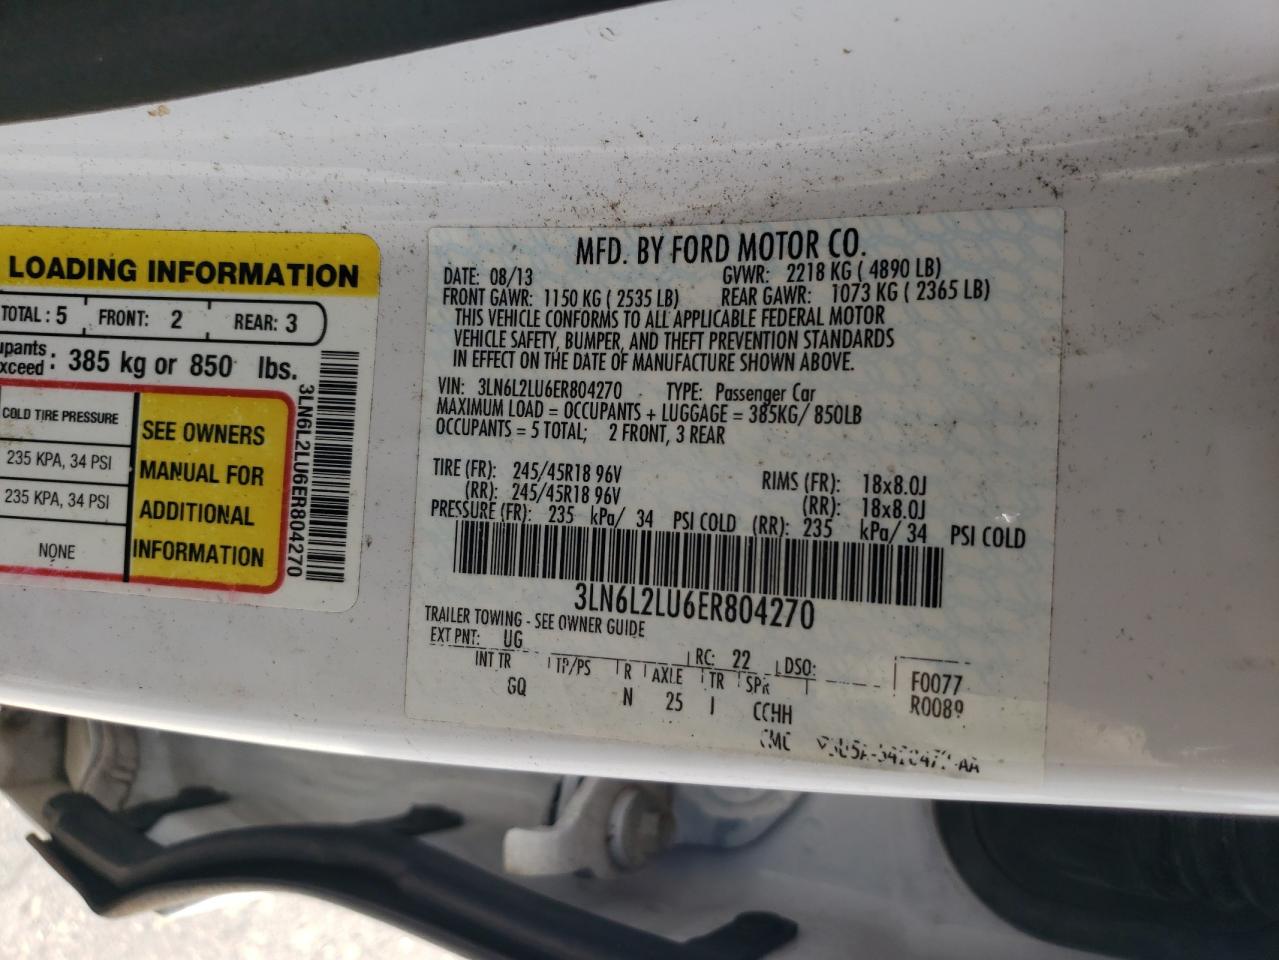 LOADING INFORMATION
TOTAL : 5 FRONT: 2 REAR: 3
385 kg or 850 lbs.
COLD TIRE PRESSURE
235 KPA, 34 PSI
235 KPA, 34 PSI
NONE
SEE OWNERS
MANUAL FOR
ADDITIONAL
INFORMATION
3LN6L2LU6ER804270
MFD. BY FORD MOTOR CO.
DATE: 08/13 GVWR: 2218 KG ( 4890 LB)
FRONT GAWR: 1150 KG ( 2535 LB) REAR GAWR: 1073 KG ( 2365 LB)
THIS VEHICLE CONFORMS TO ALL APPLICABLE FEDERAL MOTOR
VEHICLE SAFETY, BUMPER, AND THEFT PREVENTION STANDARDS
IN EFFECT ON THE DATE OF MANUFACTURE SHOWN ABOVE.
VIN: 3LN6L2LU6ER804270 TYPE: Passenger Car
MAXIMUM LOAD = OCCUPANTS + LUGGAGE = 385KG/ 850LB
OCCUPANTS = 5 TOTAL; 2 FRONT, 3 REAR
TIRE (FR): 245/45R18 96V RIMS (FR): 18x8.0J
(RR): 245/45R18 96V (RR): 18x8.0J
PRESSURE (FR): 235 kPa/ 34 PSI COLD (RR): 235 kPa/ 34 PSI COLD
3LN6L2LU6ER804270
TRAILER TOWING - SEE OWNER GUIDE
EXT PNT: UG RC: 22 DSO: F0077
INT TR TP/PS R AXLE TR SPR R0089
GQ N 25 I CCHH